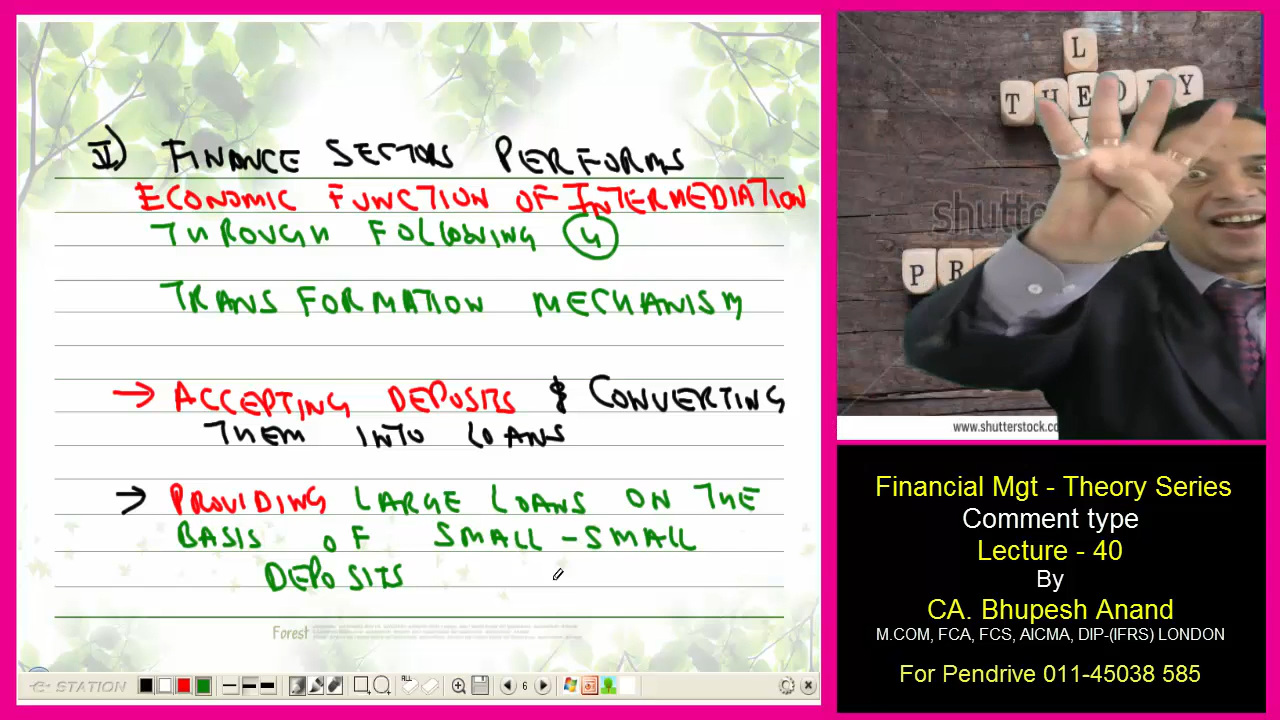 II) FINANCE SECTORS PERFORMS
ECONOMIC FUNCTION OF INTERMEDIATION
THROUGH FOLLOWING 4
TRANSFORMATION MECHANISM
→ ACCEPTING DEPOSITS & CONVERTING
THEM INTO LOANS
→ PROVIDING LARGE LOANS ON THE
BASIS OF SMALL-SMALL
DEPOSITS
Forest
STATION
6
L
THEORY
A
shutte
PR
www.shutterstock.co
Financial Mgt - Theory Series
Comment type
Lecture - 40
By
CA. Bhupesh Anand
M.COM, FCA, FCS, AICMA, DIP-(IFRS) LONDON
For Pendrive 011-45038 585